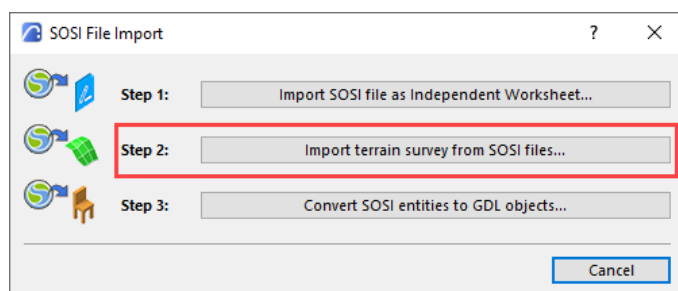 SOSI File Import
?
Step 1:
Import SOSI file as Independent Worksheet...
Step 2:
Import terrain survey from SOSI files...
Step 3:
Convert SOSI entities to GDL objects...
Cancel